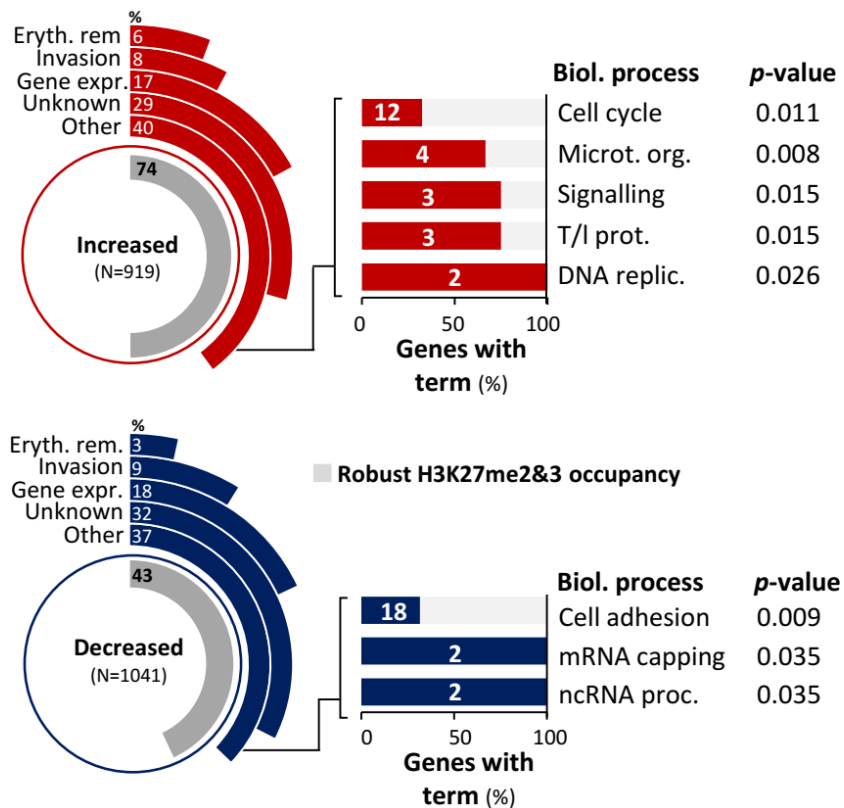 %
Eryth. rem 6
Invasion 8
Gene expr. 17
Unknown 29
Other 40
74
Increased
(N=919)
Biol. process p-value
12 Cell cycle 0.011
4 Microt. org. 0.008
3 Signalling 0.015
3 T/l prot. 0.015
2 DNA replic. 0.026
0 50 100
Genes with
term (%)
%
Eryth. rem. 3
Invasion 9
Gene expr. 18
Unknown 32
Other 37
43
Decreased
(N=1041)
Robust H3K27me2&3 occupancy
Biol. process p-value
18 Cell adhesion 0.009
2 mRNA capping 0.035
2 ncRNA proc. 0.035
0 50 100
Genes with
term (%)